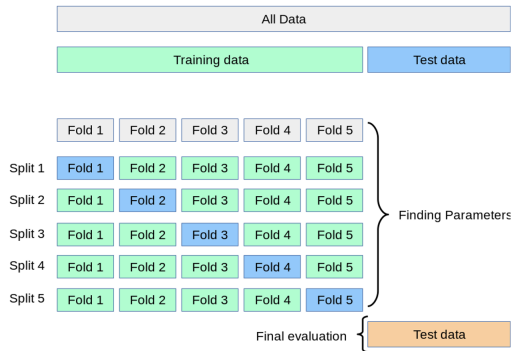 All Data
Training data Test data
Fold 1 Fold 2 Fold 3 Fold 4 Fold 5
Split 1 Fold 1 Fold 2 Fold 3 Fold 4 Fold 5
Split 2 Fold 1 Fold 2 Fold 3 Fold 4 Fold 5
Finding Parameters
Split 3 Fold 1 Fold 2 Fold 3 Fold 4 Fold 5
Split 4 Fold 1 Fold 2 Fold 3 Fold 4 Fold 5
Split 5 Fold 1 Fold 2 Fold 3 Fold 4 Fold 5
Final evaluation Test data